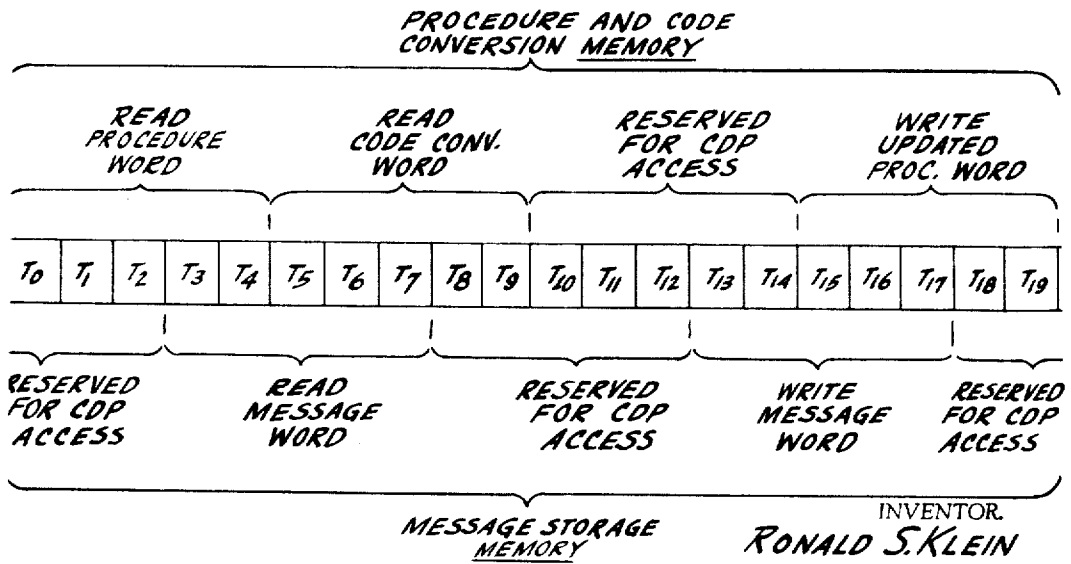 PROCEDURE AND CODE
CONVERSION MEMORY
READ
PROCEDURE
WORD
READ
CODE CONV.
WORD
RESERVED
FOR CDP
ACCESS
WRITE
UPDATED
PROC. WORD
T0 T1 T2 T3 T4 T5 T6 T7 T8 T9 T10 T11 T12 T13 T14 T15 T16 T17 T18 T19
RESERVED
FOR CDP
ACCESS
READ
MESSAGE
WORD
RESERVED
FOR CDP
ACCESS
WRITE
MESSAGE
WORD
RESERVED
FOR CDP
ACCESS
MESSAGE STORAGE
MEMORY
INVENTOR.
RONALD S. KLEIN